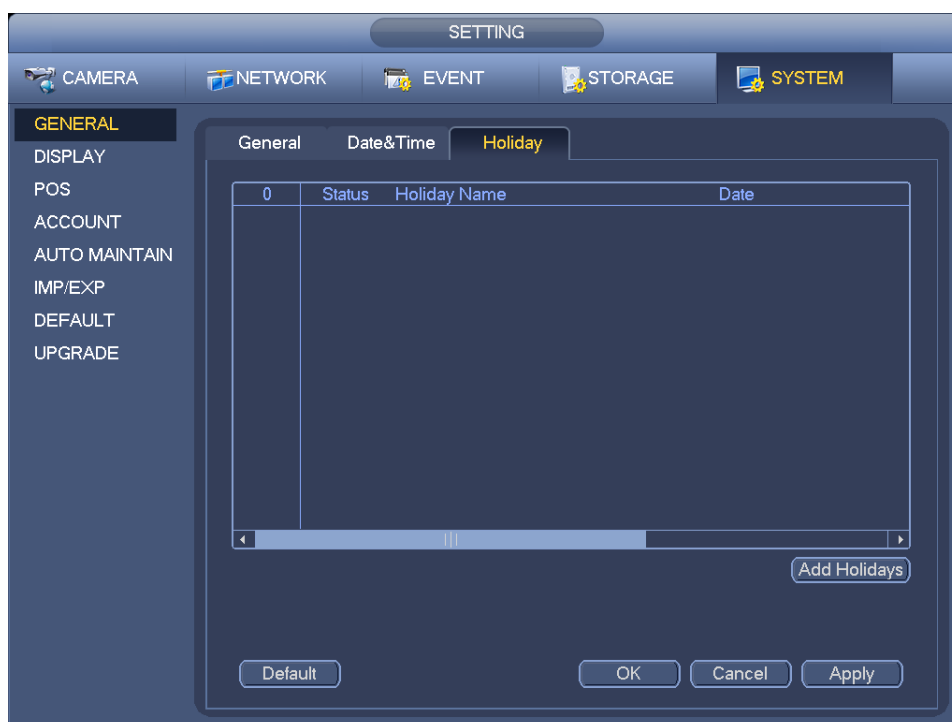 SETTING
CAMERA NETWORK EVENT STORAGE SYSTEM
GENERAL
DISPLAY
POS
ACCOUNT
AUTO MAINTAIN
IMP/EXP
DEFAULT
UPGRADE
General Date&Time Holiday
0 Status Holiday Name Date
Add Holidays
Default OK Cancel Apply